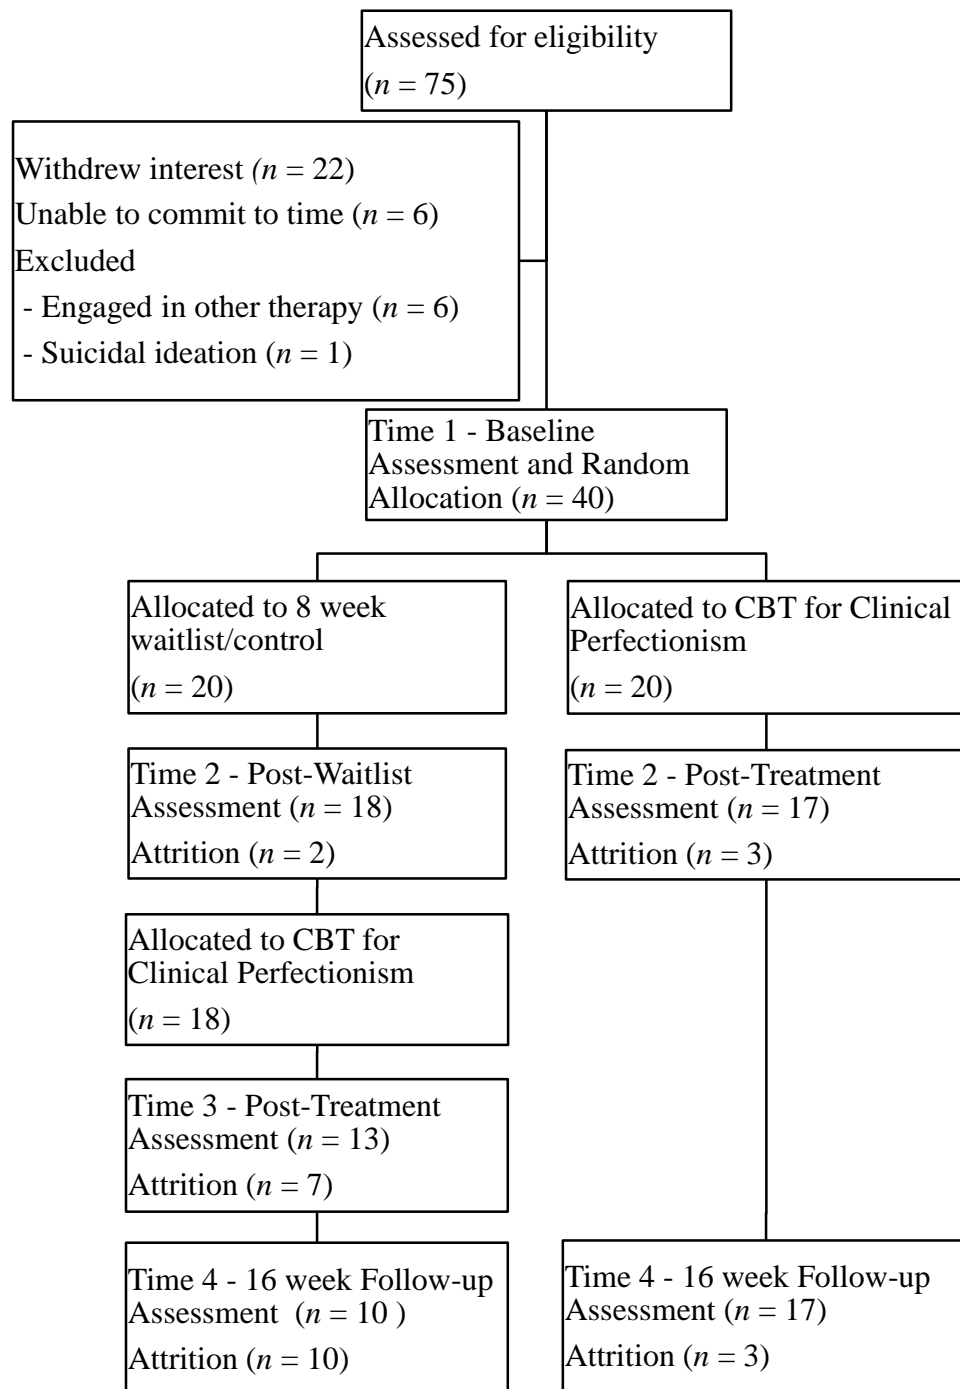 Assessed for eligibility
(n = 75)
Withdrew interest (n = 22)
Unable to commit to time (n = 6)
Excluded
- Engaged in other therapy (n = 6)
- Suicidal ideation (n = 1)
Time 1 - Baseline
Assessment and Random
Allocation (n = 40)
Allocated to 8 week
waitlist/control
(n = 20)
Allocated to CBT for Clinical
Perfectionism
(n = 20)
Time 2 - Post-Waitlist
Assessment (n = 18)
Attrition (n = 2)
Time 2 - Post-Treatment
Assessment (n = 17)
Attrition (n = 3)
Allocated to CBT for
Clinical Perfectionism
(n = 18)
Time 3 - Post-Treatment
Assessment (n = 13)
Attrition (n = 7)
Time 4 - 16 week Follow-up
Assessment (n = 10 )
Attrition (n = 10)
Time 4 - 16 week Follow-up
Assessment (n = 17)
Attrition (n = 3)